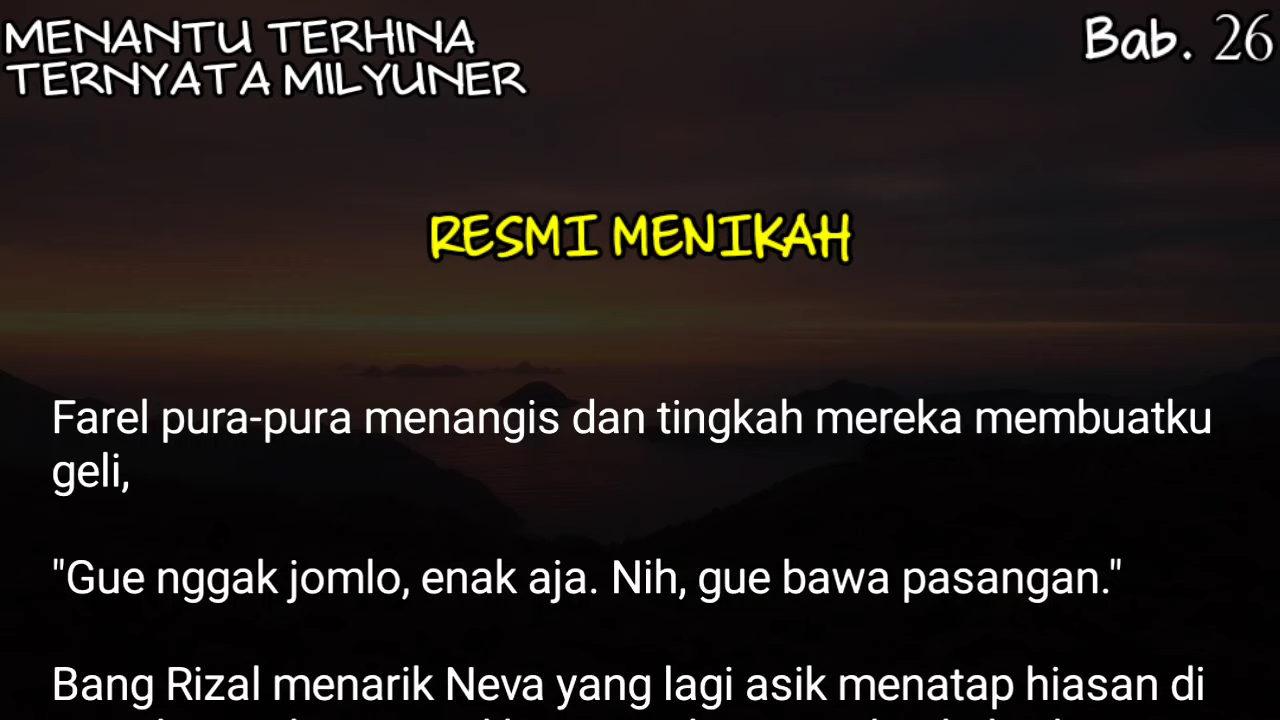 MENANTU TERHINA
TERNYATA MILYUNER
Bab. 26
RESMI MENIKAH
Farel pura-pura menangis dan tingkah mereka membuatku
geli,
"Gue nggak jomlo, enak aja. Nih, gue bawa pasangan."
Bang Rizal menarik Neva yang lagi asik menatap hiasan di